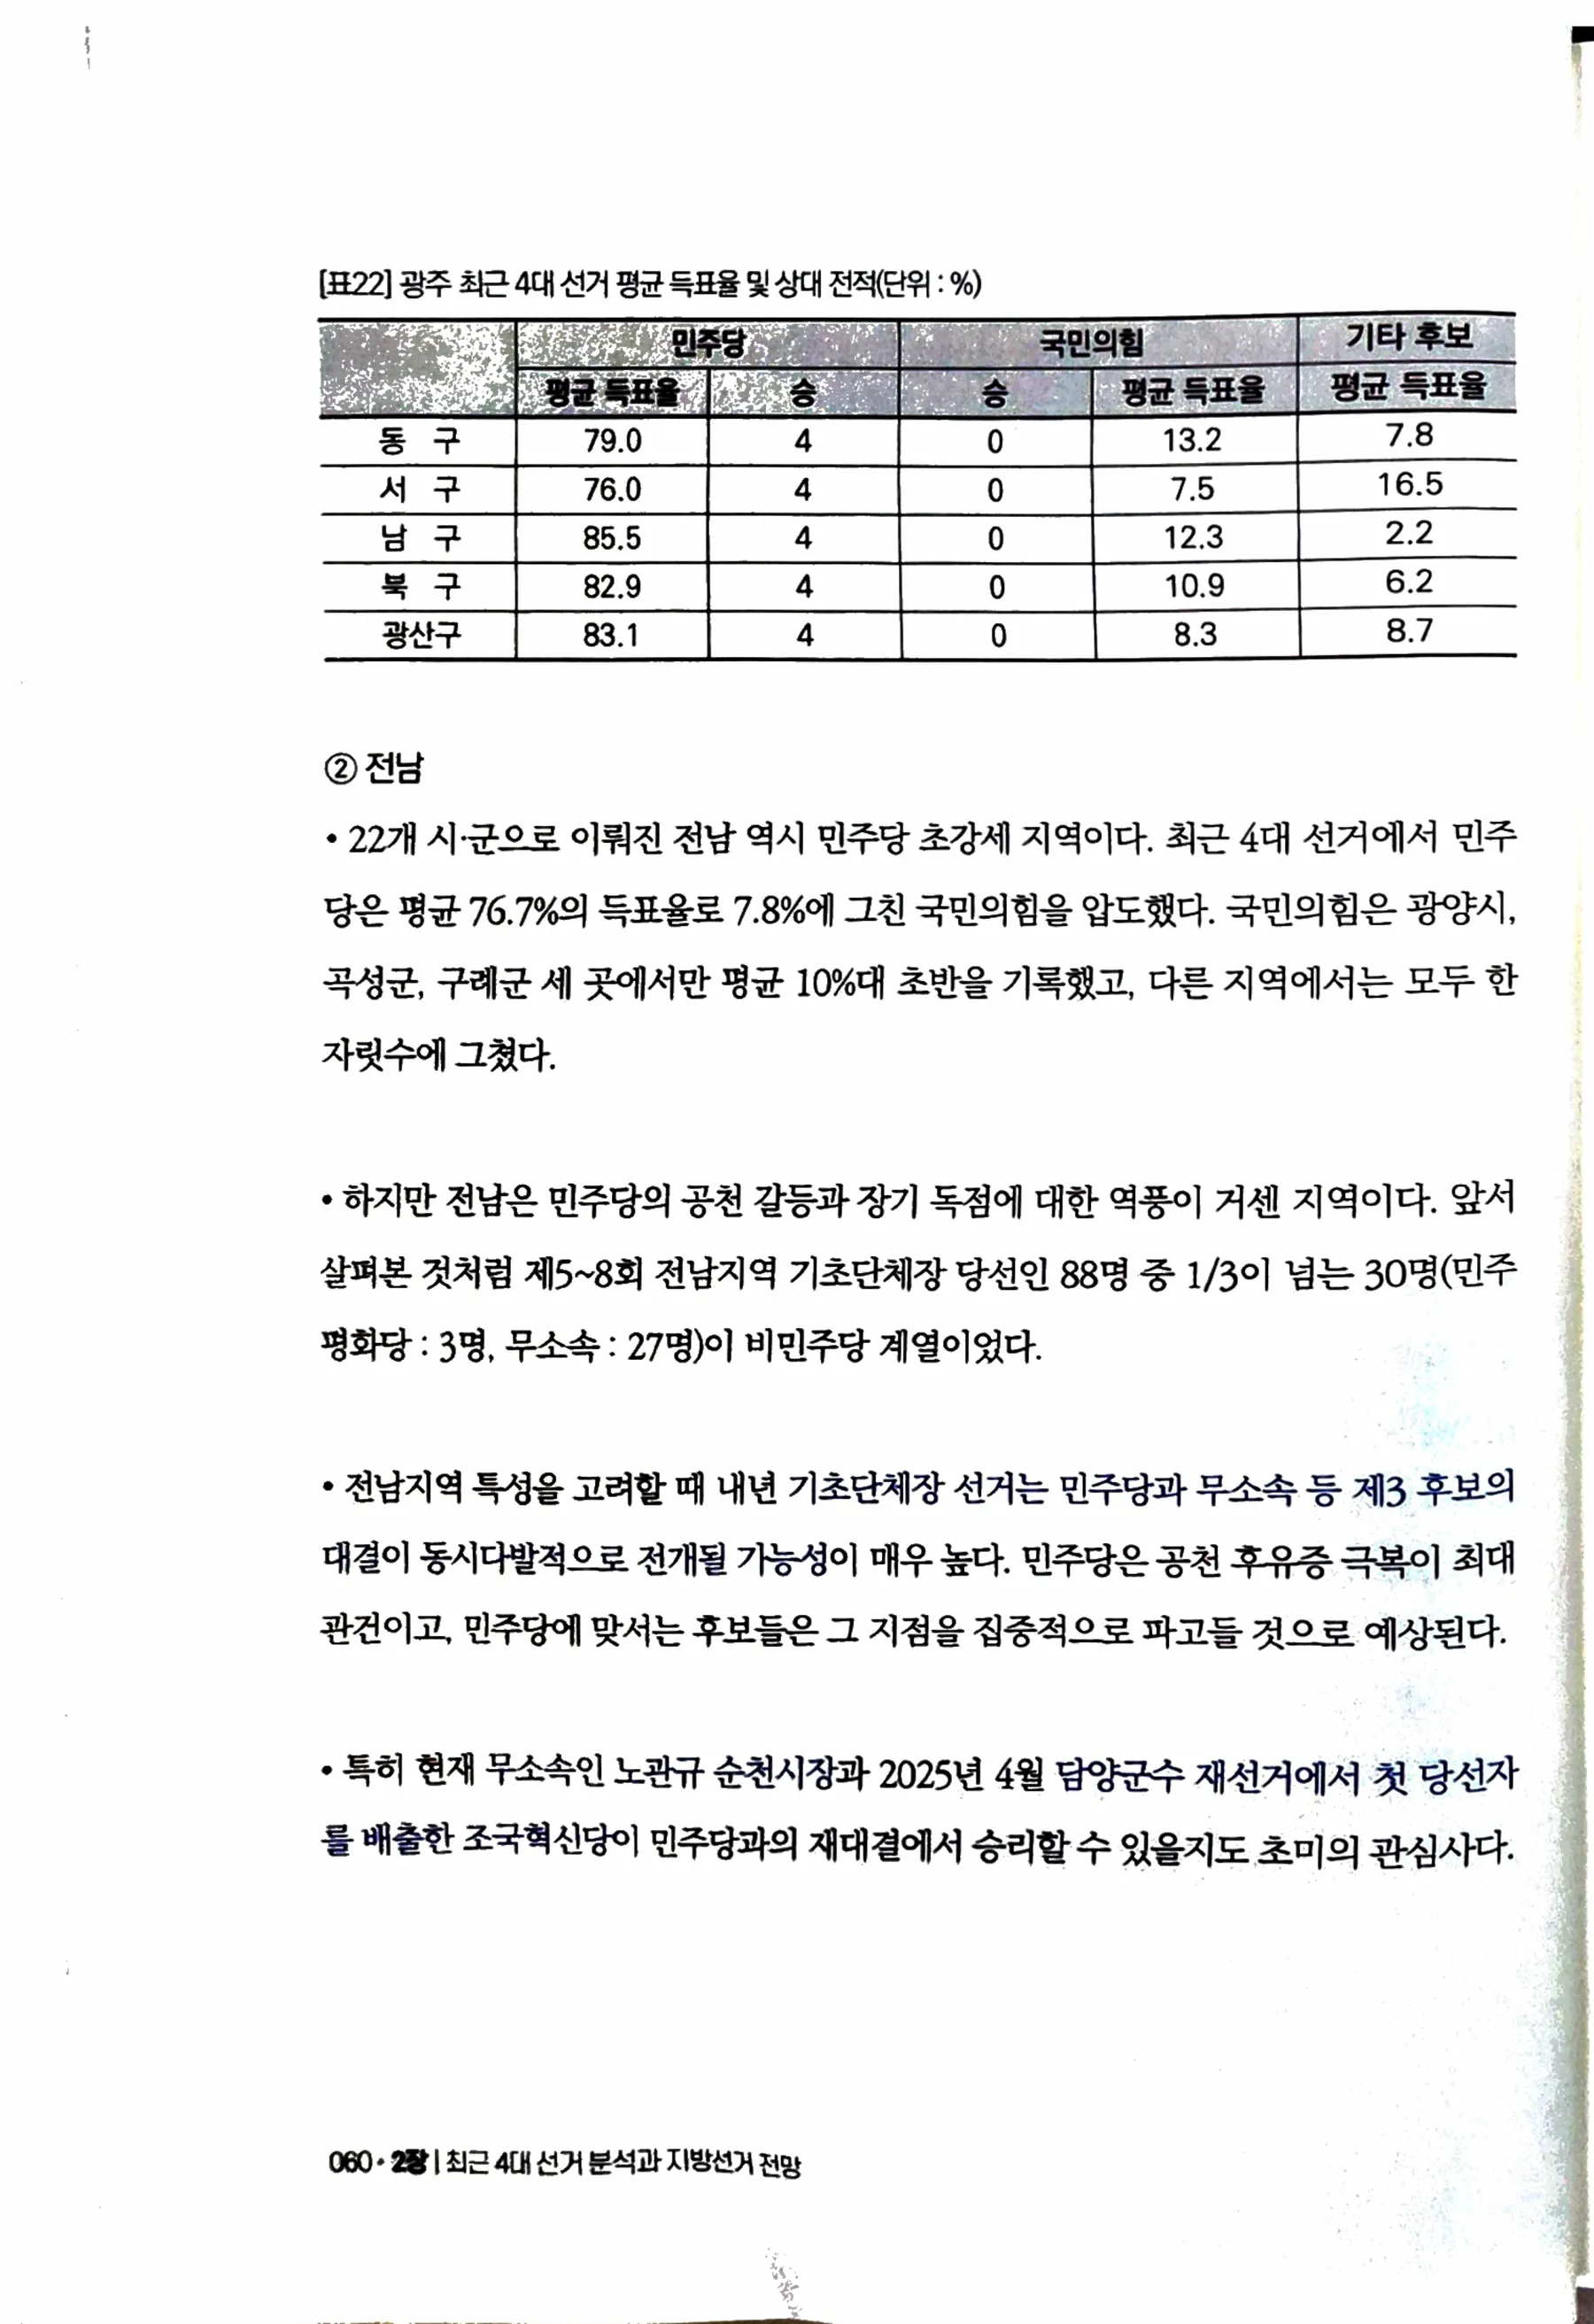 [표22] 광주 최근 4대 선거 평균 득표율 및 상대 전적(단위 : %)
민주당 국민의힘 기타 후보
평균 득표율 승 승 평균 득표율 평균 득표율
동 구 79.0 4 0 13.2 7.8
서 구 76.0 4 0 7.5 16.5
남 구 85.5 4 0 12.3 2.2
북 구 82.9 4 0 10.9 6.2
광산구 83.1 4 0 8.3 8.7
② 전남
• 22개 시·군으로 이뤄진 전남 역시 민주당 초강세 지역이다. 최근 4대 선거에서 민주
당은 평균 76.7%의 득표율로 7.8%에 그친 국민의힘을 압도했다. 국민의힘은 광양시,
곡성군, 구례군 세 곳에서만 평균 10%대 초반을 기록했고, 다른 지역에서는 모두 한
자릿수에 그쳤다.
• 하지만 전남은 민주당의 공천 갈등과 장기 독점에 대한 역풍이 거센 지역이다. 앞서
살펴본 것처럼 제5~8회 전남지역 기초단체장 당선인 88명 중 1/3이 넘는 30명(민주
평화당 : 3명, 무소속 : 27명)이 비민주당 계열이었다.
• 전남지역 특성을 고려할 때 내년 기초단체장 선거는 민주당과 무소속 등 제3 후보의
대결이 동시다발적으로 전개될 가능성이 매우 높다. 민주당은 공천 후유증 극복이 최대
관건이고, 민주당에 맞서는 후보들은 그 지점을 집중적으로 파고들 것으로 예상된다.
• 특히 현재 무소속인 노관규 순천시장과 2025년 4월 담양군수 재선거에서 첫 당선자
를 배출한 조국혁신당이 민주당과의 재대결에서 승리할 수 있을지도 초미의 관심사다.
060 • 2장 | 최근 4대 선거 분석과 지방선거 전망